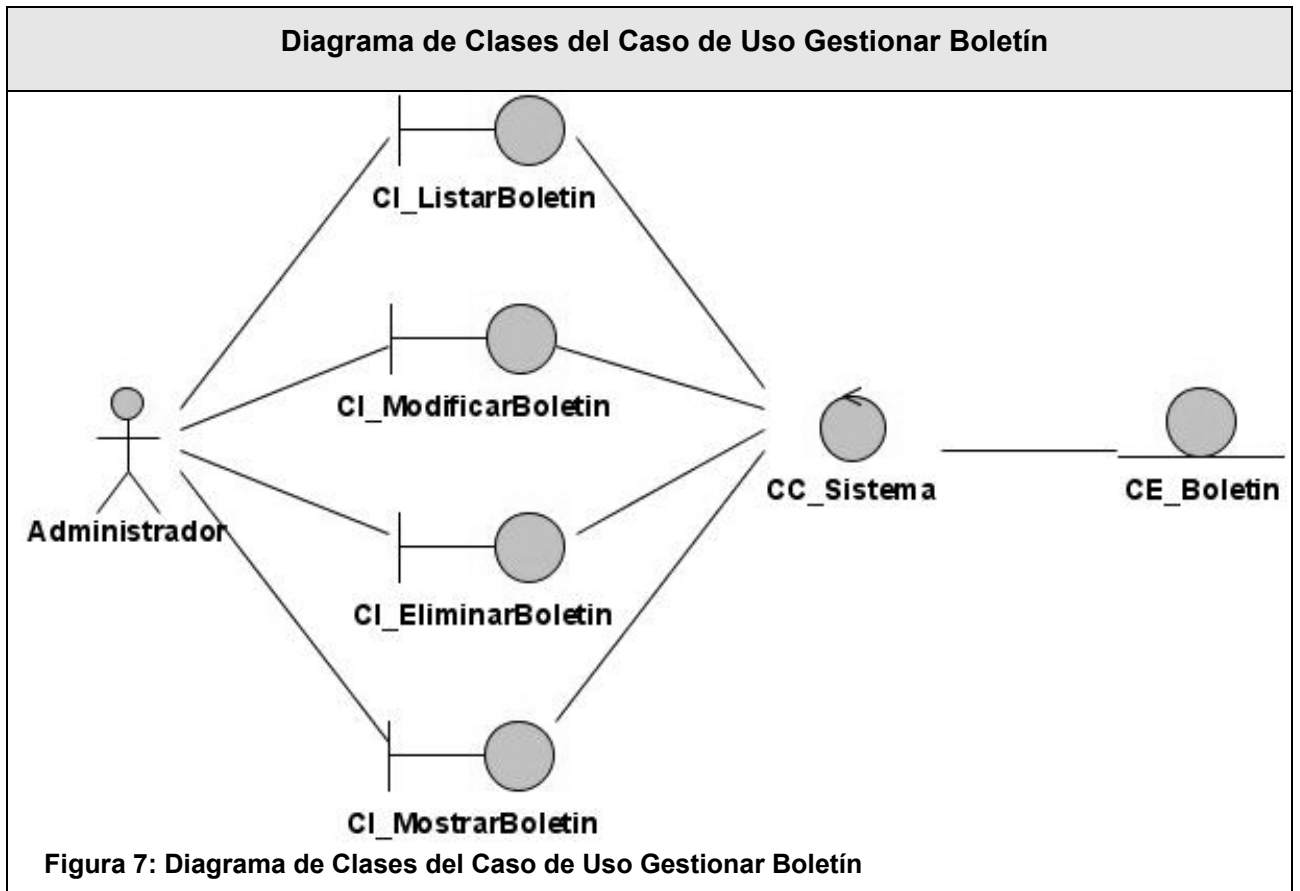 Diagrama de Clases del Caso de Uso Gestionar Boletín
CI_ListarBoletin
CI_ModificarBoletin
Administrador
CC_Sistema
CE_Boletin
CI_EliminarBoletin
CI_MostrarBoletin
Figura 7: Diagrama de Clases del Caso de Uso Gestionar Boletín